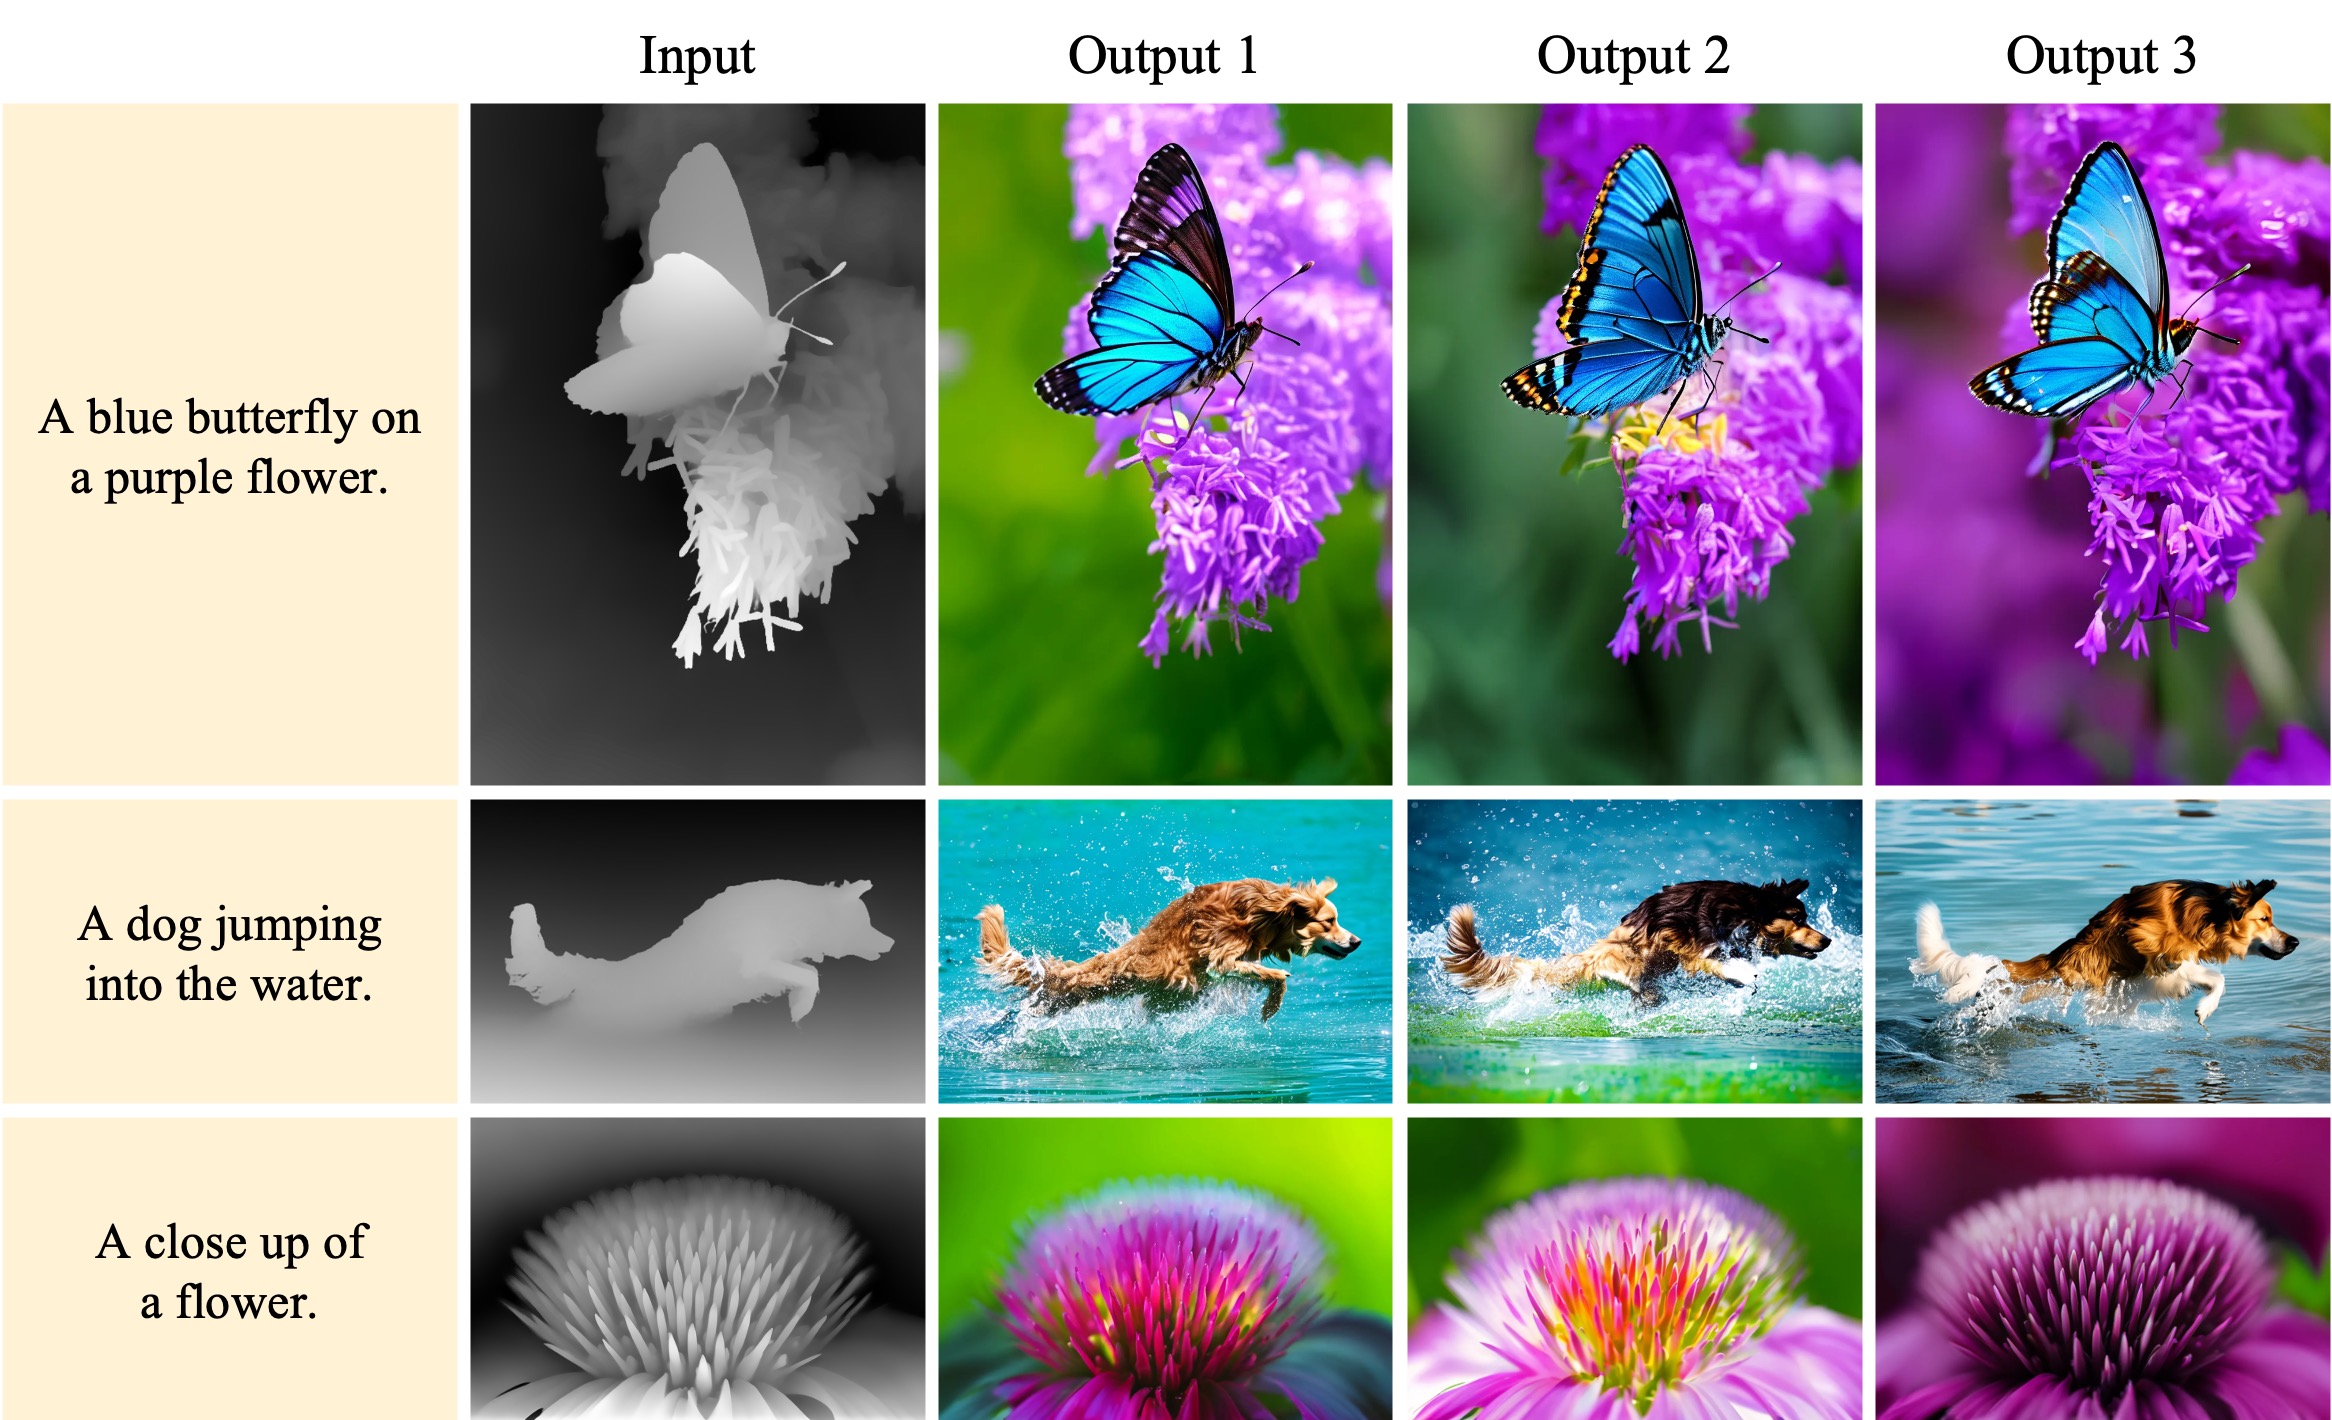 Input
Output 1
Output 2
Output 3
A blue butterfly on
a purple flower.
A dog jumping
into the water.
A close up of
a flower.